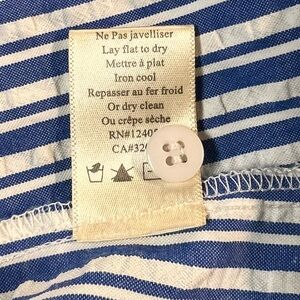 Ne Pas javelliser
Lay flat to dry
Mettre à plat
Iron cool
Repasser au fer froid
Or dry clean
Ou crêpe sèche